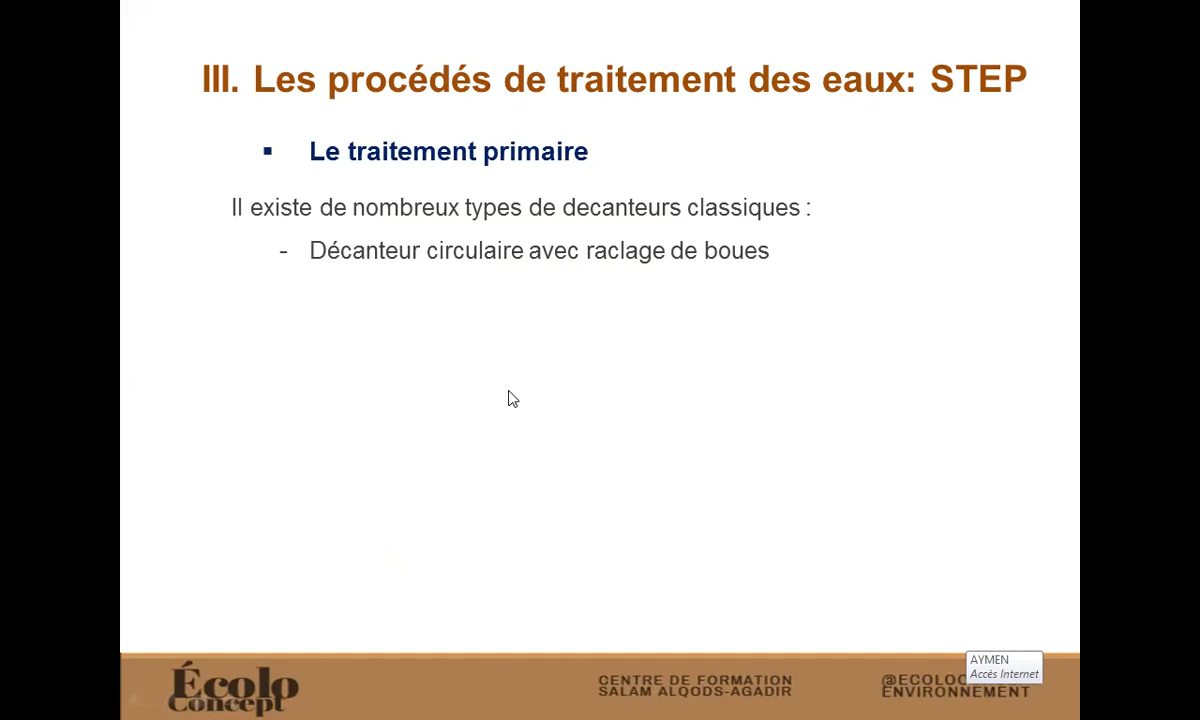 III. Les procédés de traitement des eaux: STEP
▪ Le traitement primaire
Il existe de nombreux types de decanteurs classiques :
- Décanteur circulaire avec raclage de boues
Écolo
Concept
CENTRE DE FORMATION
SALAM ALQODS-AGADIR
ENVIRONNEMENT
AYMEN
Accès Internet